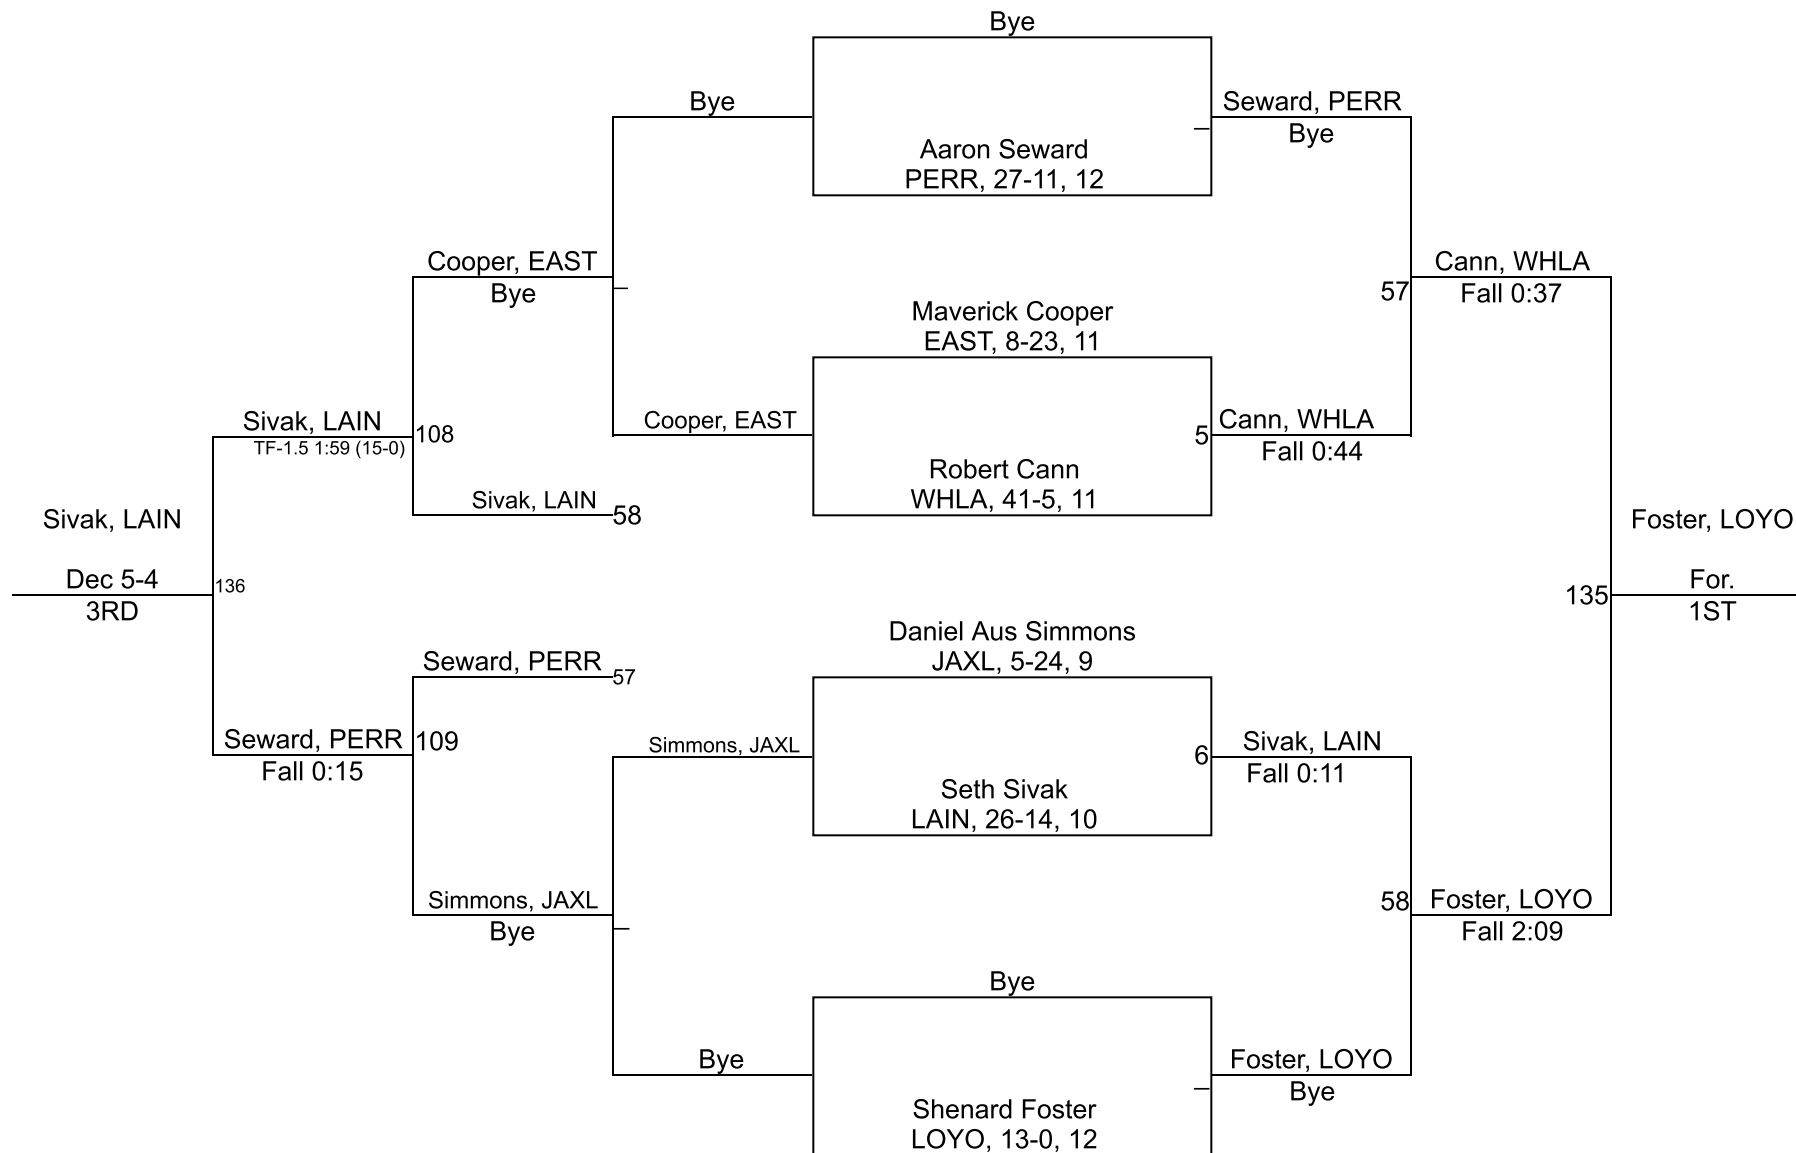 Bye
Bye
Seward, PERR
Bye
Aaron Seward
PERR, 27-11, 12
Cooper, EAST
Bye
Cann, WHLA
Fall 0:37
57
Maverick Cooper
EAST, 8-23, 11
Sivak, LAIN
TF-1.5 1:59 (15-0)
108
Cooper, EAST
5
Cann, WHLA
Fall 0:44
Robert Cann
WHLA, 41-5, 11
Sivak, LAIN
58
Sivak, LAIN
Dec 5-4
3RD
136
Foster, LOYO
For.
1ST
135
Daniel Aus Simmons
JAXL, 5-24, 9
Seward, PERR
57
Seward, PERR
Fall 0:15
109
Simmons, JAXL
6
Sivak, LAIN
Fall 0:11
Seth Sivak
LAIN, 26-14, 10
Simmons, JAXL
Bye
58
Foster, LOYO
Fall 2:09
Bye
Bye
Foster, LOYO
Bye
Shenard Foster
LOYO, 13-0, 12